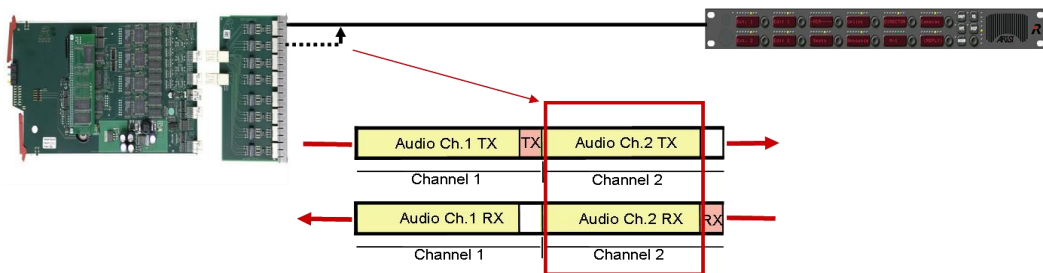 Audio Ch.1 TX TX Audio Ch.2 TX
Channel 1 Channel 2
Audio Ch.1 RX Audio Ch.2 RX RX
Channel 1 Channel 2